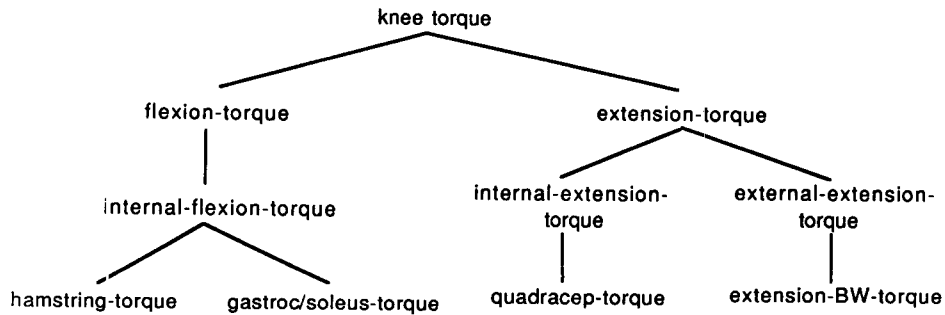 knee torque
flexion-torque
extension-torque
internal-flexion-torque
internal-extension-
torque
external-extension-
torque
hamstring-torque
gastroc/soleus-torque
quadracep-torque
extension-BW-torque